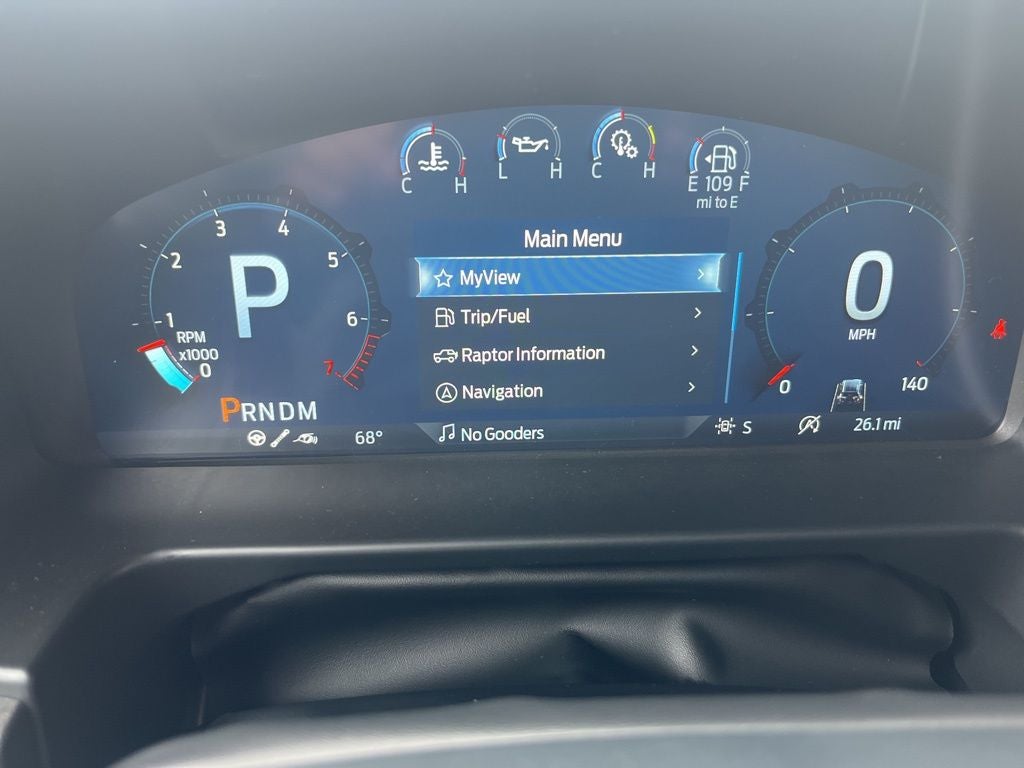 C H
L H
C H
E 109 F
mi to E
Main Menu
MyView
Trip/Fuel
Raptor Information
Navigation
No Gooders
1 2 3 4 5 6 7
P
RPM
x1000
0
PRNDM
68°
0
MPH
0 140
S
26.1 mi